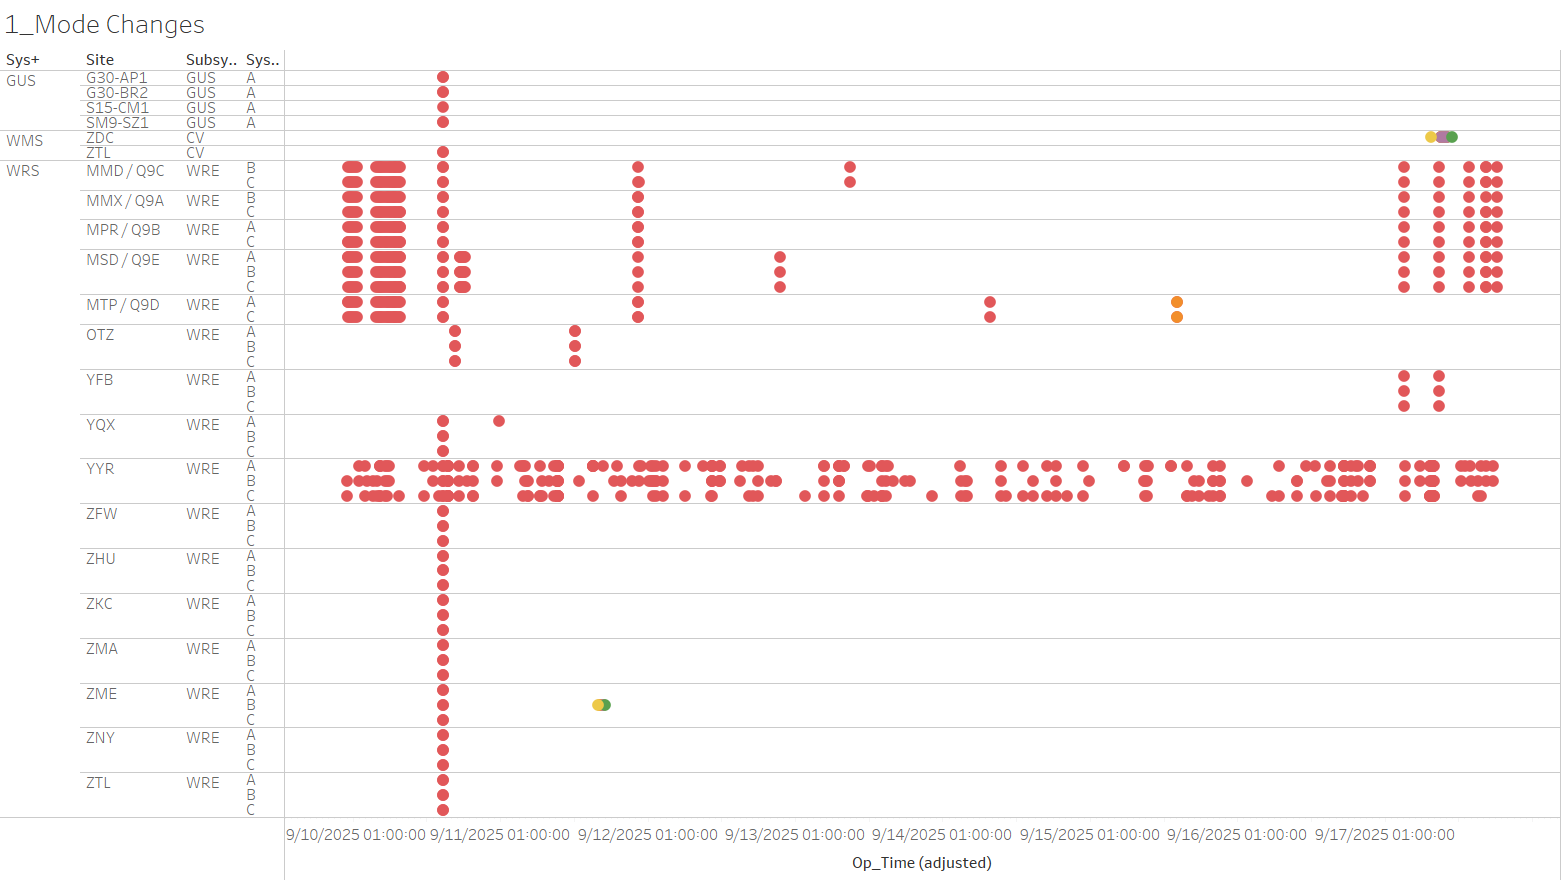 1_Mode Changes
Sys+ Site Subsy.. Sys..
GUS G30-AP1 GUS A
G30-BR2 GUS A
S15-CM1 GUS A
SM9-SZ1 GUS A
WMS ZDC CV
ZTL CV
WRS MMD / Q9C WRE B
C
MMX / Q9A WRE B
C
MPR / Q9B WRE A
C
MSD / Q9E WRE A
B
C
MTP / Q9D WRE A
C
OTZ WRE A
B
C
YFB WRE A
B
C
YQX WRE A
B
C
YYR WRE A
B
C
ZFW WRE A
B
C
ZHU WRE A
B
C
ZKC WRE A
B
C
ZMA WRE A
B
C
ZME WRE A
B
C
ZNY WRE A
B
C
ZTL WRE A
B
C
9/10/2025 01:00:00 9/11/2025 01:00:00 9/12/2025 01:00:00 9/13/2025 01:00:00 9/14/2025 01:00:00 9/15/2025 01:00:00 9/16/2025 01:00:00 9/17/2025 01:00:00
Op_Time (adjusted)